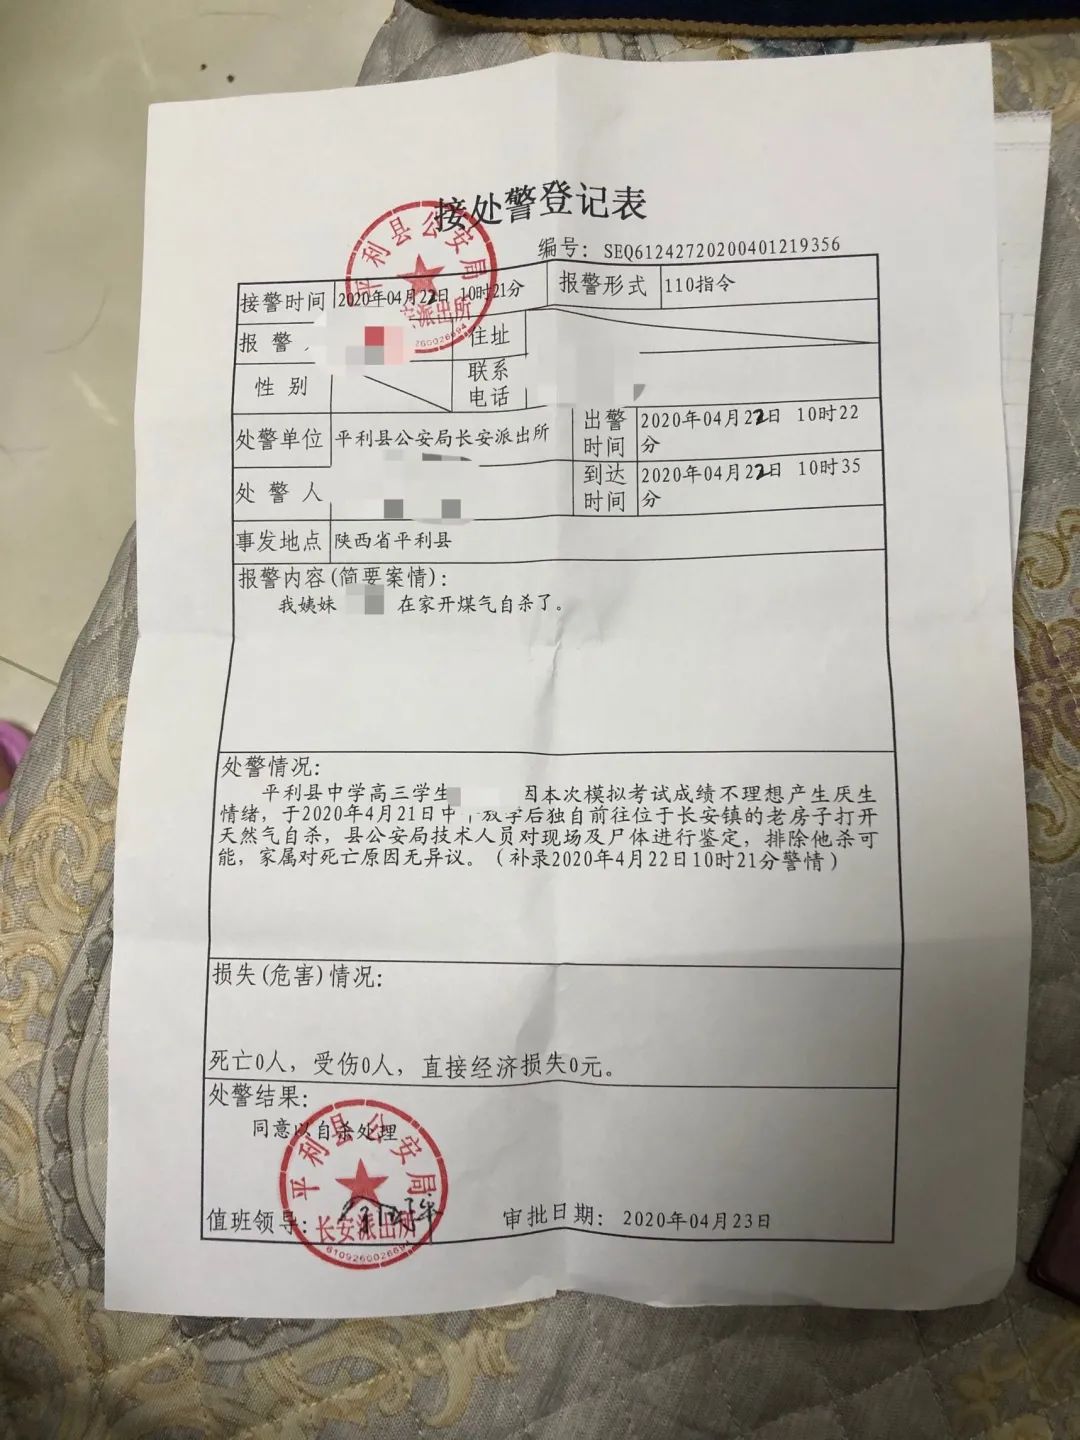 接处警登记表
编号：SEQ61242720200401219356
接警时间 2020年04月22日 10时21分 报警形式 110指令
报警 住址
性别 联系电话
处警单位 平利县公安局长安派出所 出警时间 2020年04月22日 10时22分
处警人 到达时间 2020年04月22日 10时35分
事发地点 陕西省平利县
报警内容(简要案情)：
我姨妹 在家开煤气自杀了。
处警情况：
平利县中学高三学生 因本次模拟考试成绩不理想产生厌生
情绪，于2020年4月21日中午放学后独自前往位于长安镇的老房子打开
天然气自杀，县公安局技术人员对现场及尸体进行鉴定，排除他杀可
能，家属对死亡原因无异议。（补录2020年4月22日10时21分警情）
损失(危害)情况：
死亡0人，受伤0人，直接经济损失0元。
处警结果：
同意以自杀处理
值班领导： 审批日期： 2020年04月23日
平利县公安局
长安派出所
6109260026694